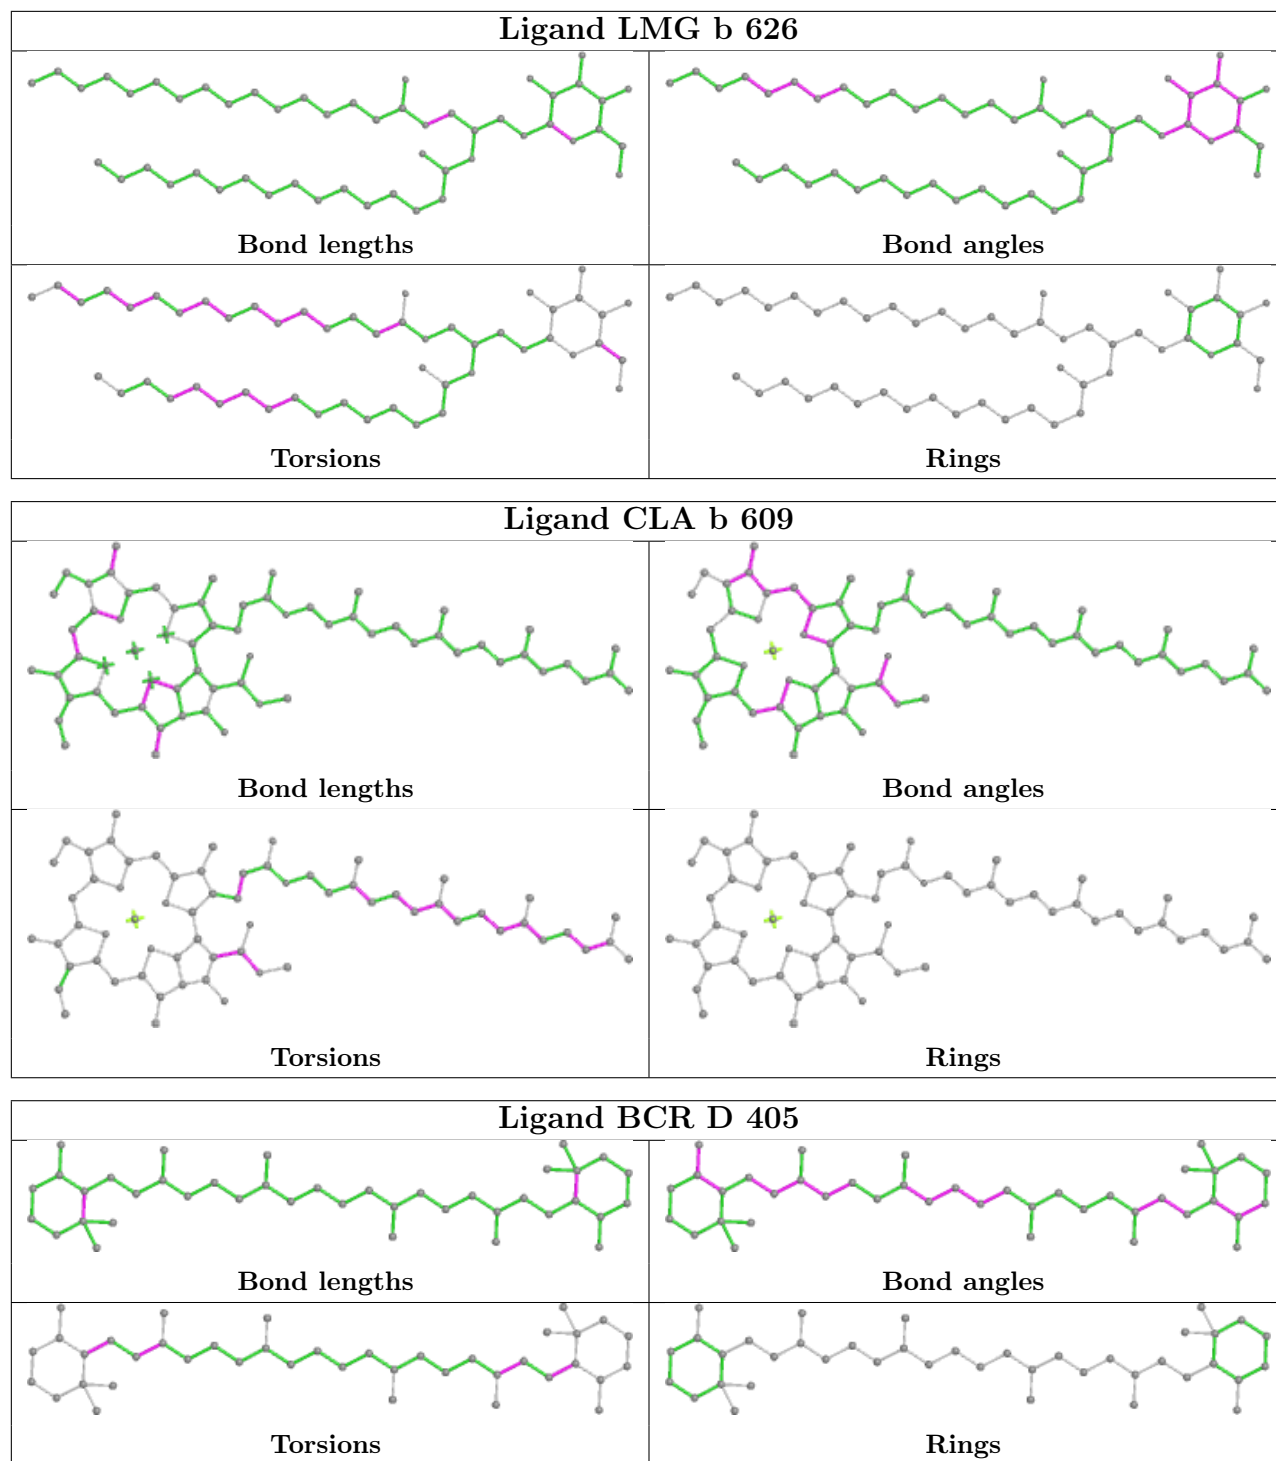 Ligand LMG b 626
Bond lengths
Bond angles
Torsions
Rings
Ligand CLA b 609
Bond lengths
Bond angles
Torsions
Rings
Ligand BCR D 405
Bond lengths
Bond angles
Torsions
Rings